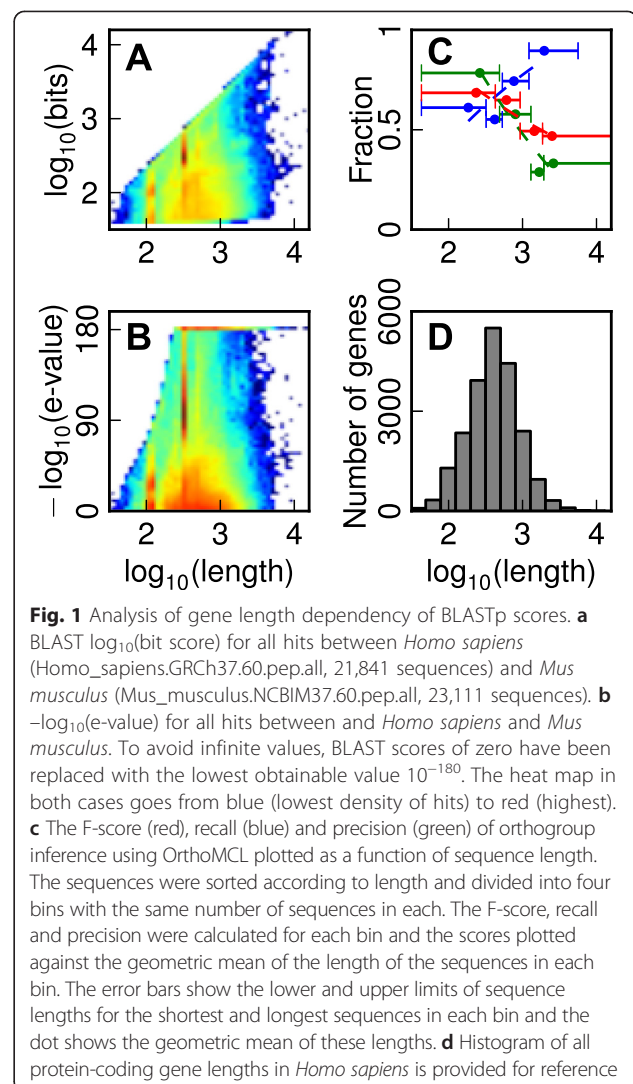 A
log10(bits)
4
3
2
2
3
4
C
Fraction
1
0.5
0
2
3
4
B
− log10(e-value)
180
90
0
2
3
4
log10(length)
D
Number of genes
6000
3000
0
2
3
4
log10(length)
Fig. 1 Analysis of gene length dependency of BLASTp scores. a
BLAST log10(bit score) for all hits between Homo sapiens
(Homo_sapiens.GRCh37.60.pep.all, 21,841 sequences) and Mus
musculus (Mus_musculus.NCBIM37.60.pep.all, 23,111 sequences). b
–log10(e-value) for all hits between and Homo sapiens and Mus
musculus. To avoid infinite values, BLAST scores of zero have been
replaced with the lowest obtainable value 10−180. The heat map in
both cases goes from blue (lowest density of hits) to red (highest).
c The F-score (red), recall (blue) and precision (green) of orthogroup
inference using OrthoMCL plotted as a function of sequence length.
The sequences were sorted according to length and divided into four
bins with the same number of sequences in each. The F-score, recall
and precision were calculated for each bin and the scores plotted
against the geometric mean of the length of the sequences in each
bin. The error bars show the lower and upper limits of sequence
lengths for the shortest and longest sequences in each bin and the
dot shows the geometric mean of these lengths. d Histogram of all
protein-coding gene lengths in Homo sapiens is provided for reference